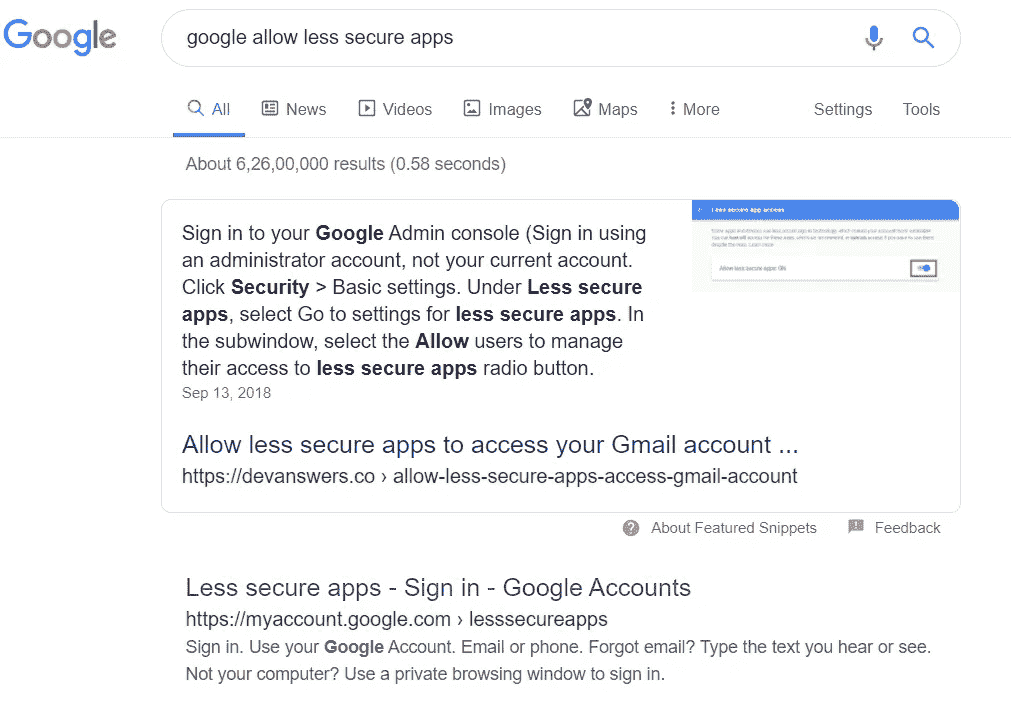 Google
google allow less secure apps
All News Videos Images Maps More Settings Tools
About 6,26,00,000 results (0.58 seconds)
Sign in to your Google Admin console (Sign in using
an administrator account, not your current account.
Click Security > Basic settings. Under Less secure
apps, select Go to settings for less secure apps. In
the subwindow, select the Allow users to manage
their access to less secure apps radio button.
Sep 13, 2018
Less secure app access
Allow less secure apps: ON
Allow less secure apps to access your Gmail account ...
https://devanswers.co › allow-less-secure-apps-access-gmail-account
About Featured Snippets Feedback
Less secure apps - Sign in - Google Accounts
https://myaccount.google.com › lesssecureapps
Sign in. Use your Google Account. Email or phone. Forgot email? Type the text you hear or see.
Not your computer? Use a private browsing window to sign in.